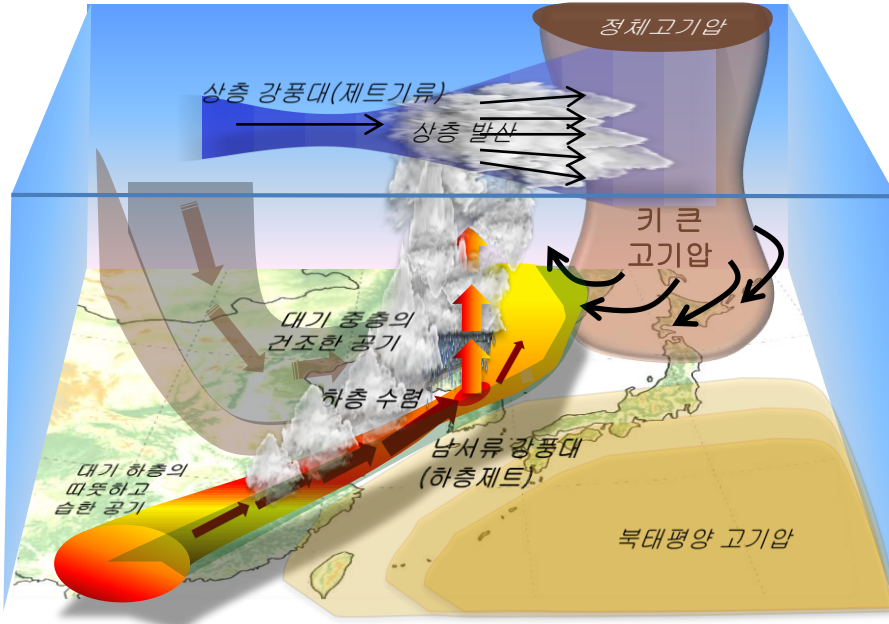 정체고기압
상층 강풍대(제트기류)
상층 발산
키 큰
고기압
대기 중층의
건조한 공기
하층 수렴
남서류 강풍대
(하층제트)
대기 하층의
따뜻하고
습한 공기
북태평양 고기압